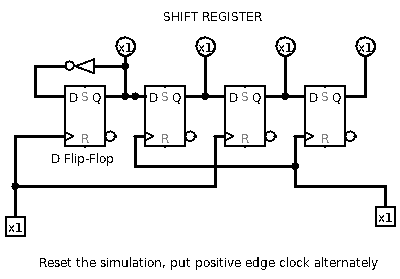 SHIFT REGISTER
x1 x1 x1 x1
D S Q D S Q D S Q D S Q
R R R R
D Flip-Flop
x1 x1
Reset the simulation, put positive edge clock alternately